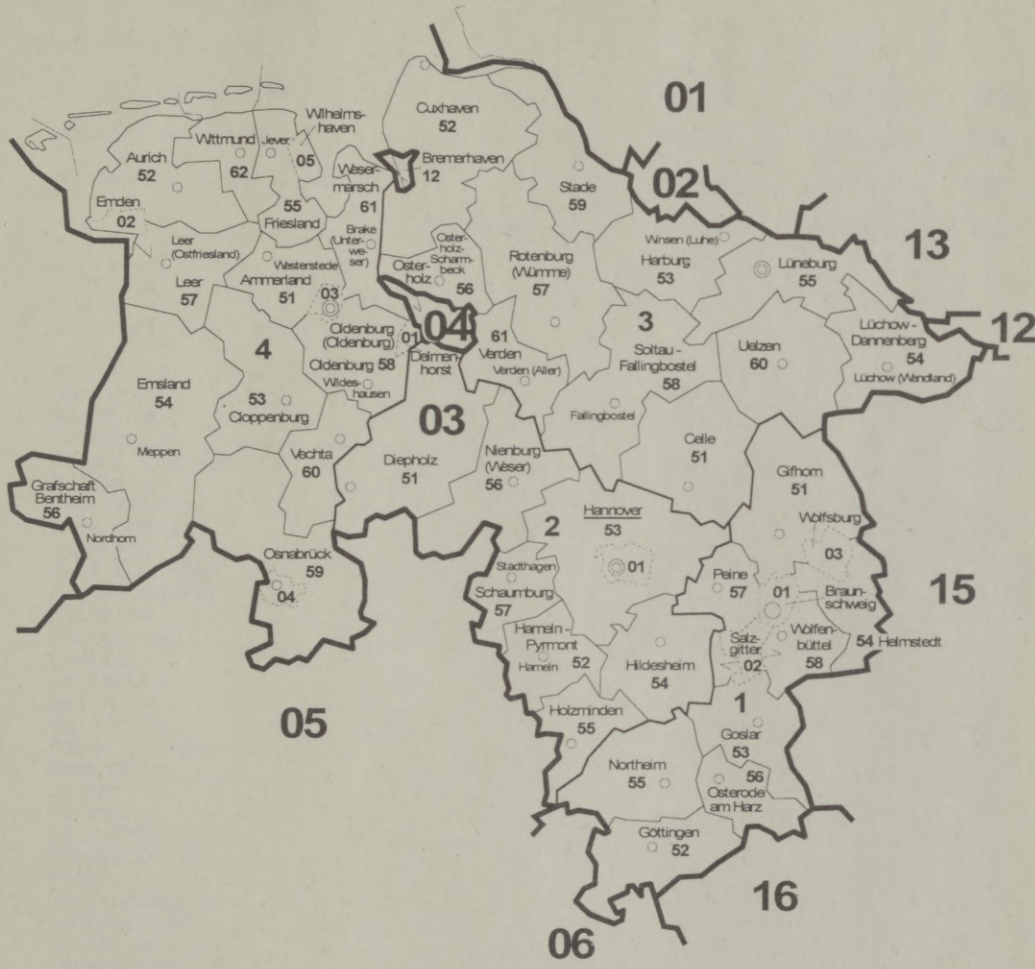 01
Cuxhaven
52
Wilhelms-
haven
Wittmund
62
Jever
05
Aurich
52
Bremerhaven
12
Weser-
marsch
61
Stade
59
02
Emden
02
55
Friesland
13
Leer
(Ostfriesland)
Leer
57
Brake
(Unter-
weser)
Oster-
holz-
Scharm-
beck
56
Oster-
holz
Rotenburg
(Wümme)
57
Winsen (Luhe)
Harburg
53
Lüneburg
55
Westerstede
Ammerland
51
03
04
12
Oldenburg
(Oldenburg)
01
Delmen-
horst
Oldenburg 58
Wildes-
hausen
61
Verden
Verden (Aller)
3
Soltau -
Fallingbostel
58
Fallingbostel
Uelzen
60
Lüchow -
Dannenberg
54
Lüchow (Wendland)
4
Emsland
54
53
Cloppenburg
03
Meppen
Vechta
60
Diepholz
51
Nienburg
(Weser)
56
Celle
51
Gifhorn
51
Grafschaft
Bentheim
56
Nordhorn
Hannover
53
2
01
Wolfsburg
03
Osnabrück
59
04
Stadthagen
Schaumburg
57
Peine
57
01
Braun-
schweig
15
Hameln -
Pyrmont
52
Hameln
Hildesheim
54
Salz-
gitter
02
Wolfen-
büttel
58
54 Helmstedt
05
Holzminden
55
1
Goslar
53
Northeim
55
56
Osterode
am Harz
Göttingen
52
16
06